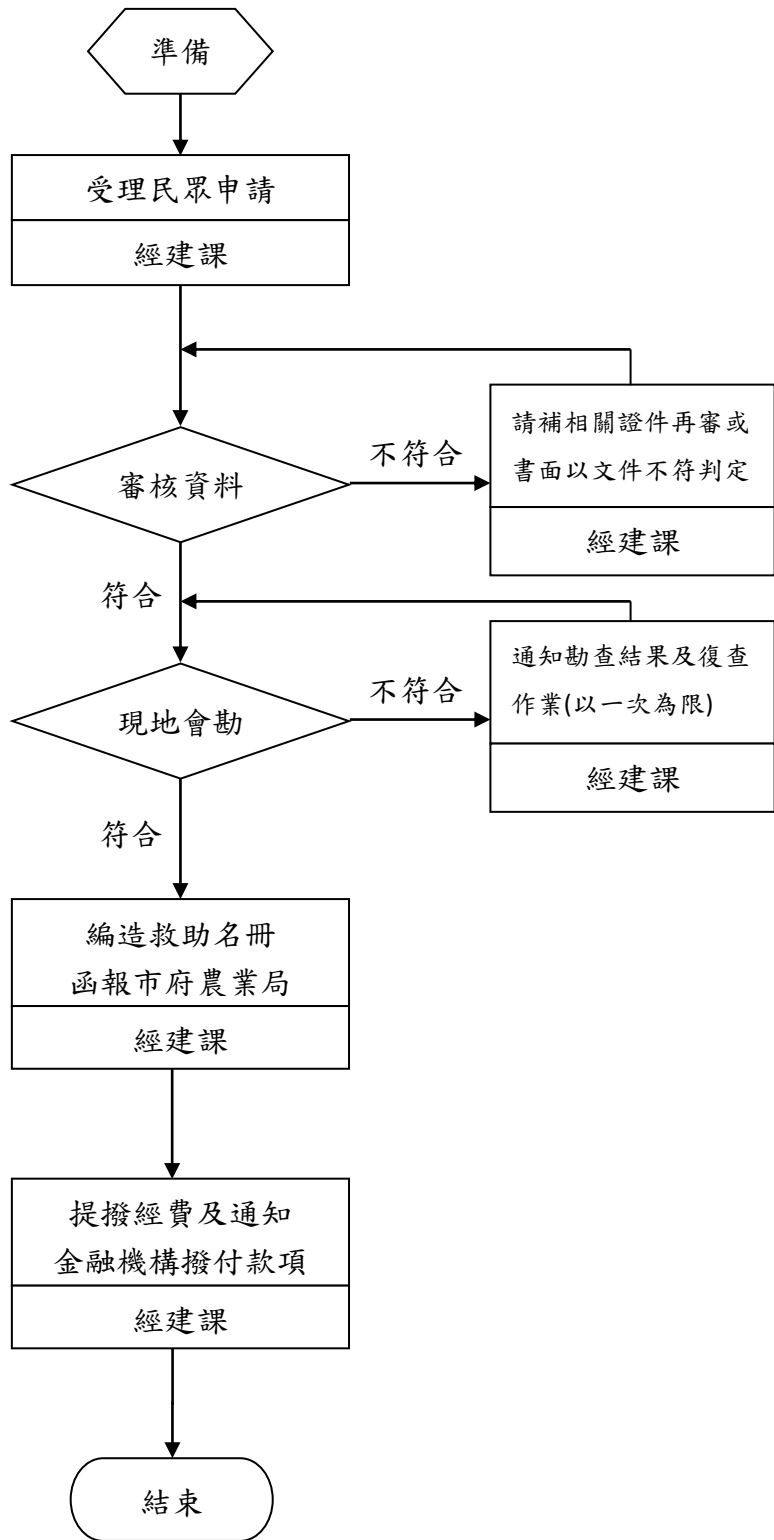 準備
受理民眾申請
經建課
審核資料
不符合
請補相關證件再審或
書面以文件不符判定
經建課
符合
現地會勘
不符合
通知勘查結果及復查
作業(以一次為限)
經建課
符合
編造救助名冊
函報市府農業局
經建課
提撥經費及通知
金融機構撥付款項
經建課
結束